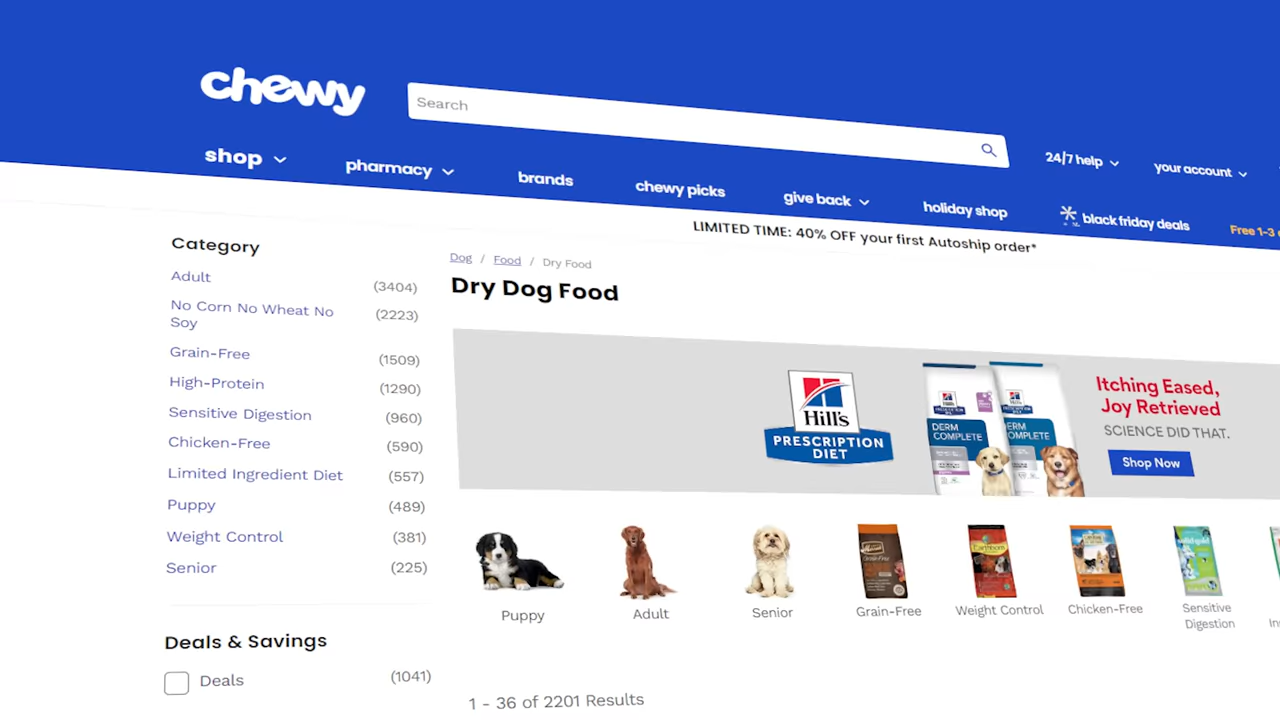 chewy
Search
24/7 help
your account
shop
pharmacy
brands
chewy picks
give back
holiday shop
black friday deals
Free 1-3
LIMITED TIME: 40% OFF your first Autoship order*
Category
Adult (3404)
No Corn No Wheat No
Soy (2223)
Grain-Free (1509)
High-Protein (1290)
Sensitive Digestion (960)
Chicken-Free (590)
Limited Ingredient Diet (557)
Puppy (489)
Weight Control (381)
Senior (225)
Deals & Savings
Deals (1041)
Dog / Food / Dry Food
Dry Dog Food
Hill's
PRESCRIPTION
DIET
DERM
COMPLETE
DERM
COMPLETE
Itching Eased,
Joy Retrieved
SCIENCE DID THAT.
Shop Now
Puppy
Adult
Senior
Grain-Free
Weight Control
Chicken-Free
Sensitive
Digestion
1 - 36 of 2201 Results